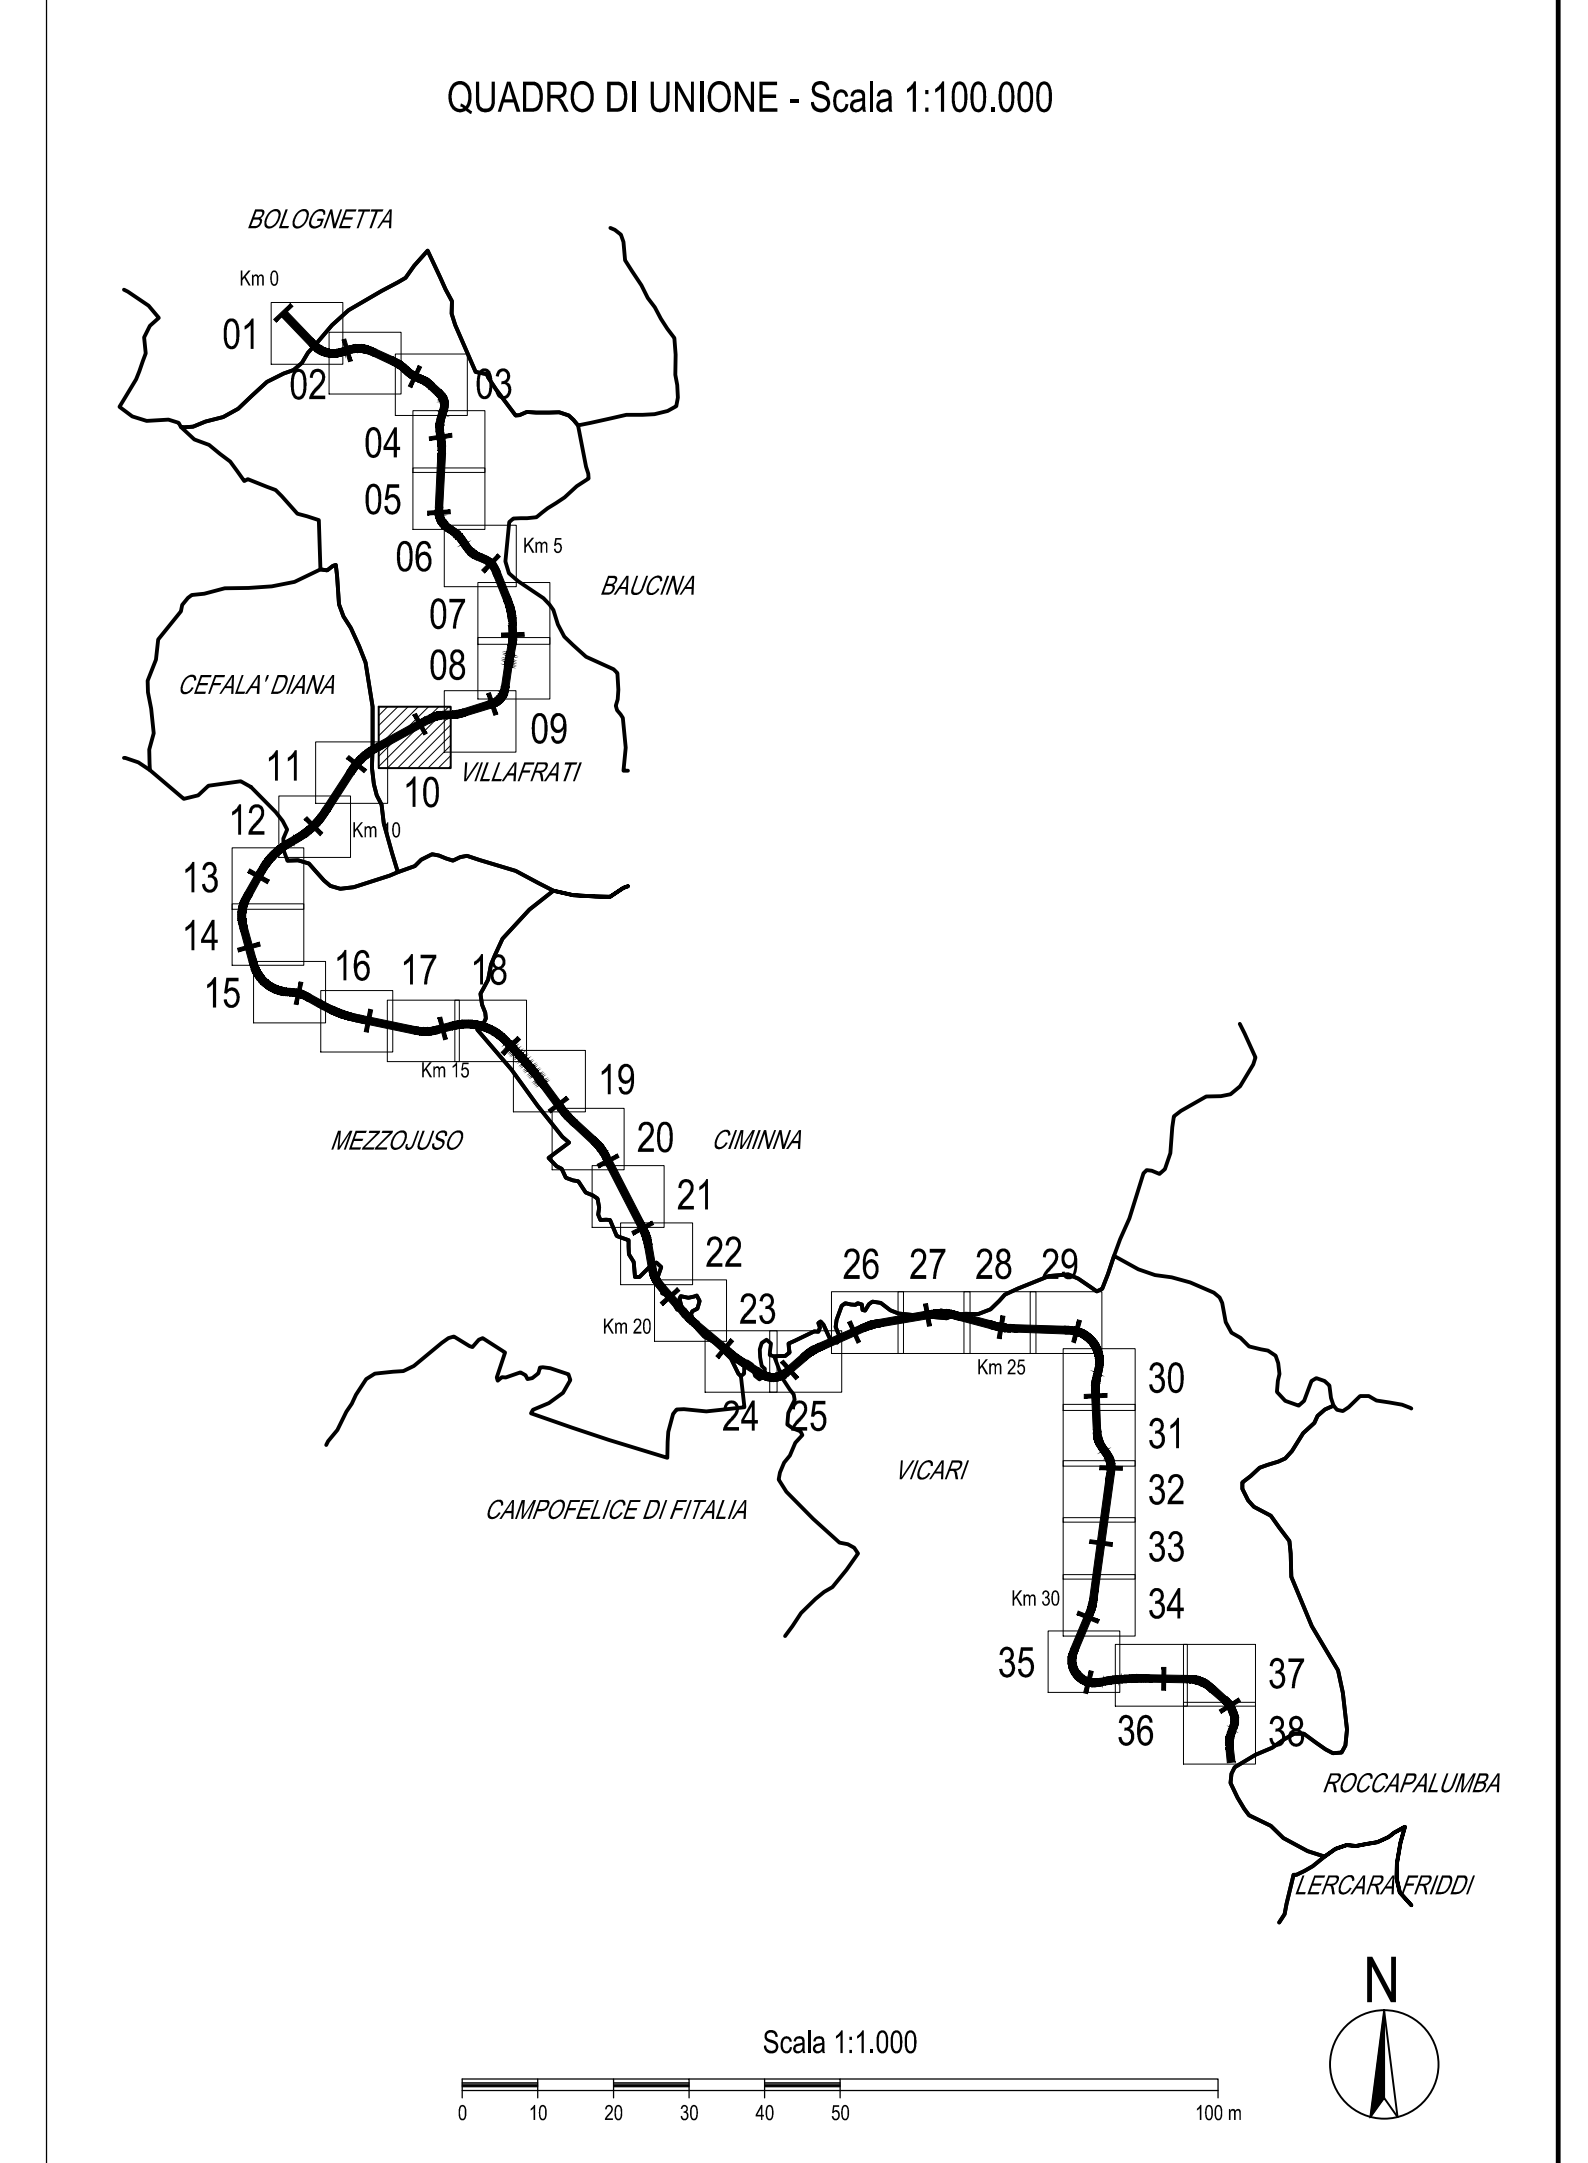 QUADRO DI UNIONE - Scala 1:100.000
BOLOGNETTA
Km 0
01
02
03
04
05
06
Km 5
BAUCINA
07
08
CEFALA' DIANA
09
11
VILLAFRATI
10
12
Km 10
13
14
15
16
17
18
Km 15
19
MEZZOJUSO
20
CIMINNA
21
22
26
27
28
29
23
Km 20
Km 25
30
24
25
31
VICARI
32
CAMPOFELICE DI FITALIA
33
Km 30
34
35
37
36
38
ROCCAPALUMBA
LERCARA FRIDDI
N
Scala 1:1.000
0 10 20 30 40 50 100 m